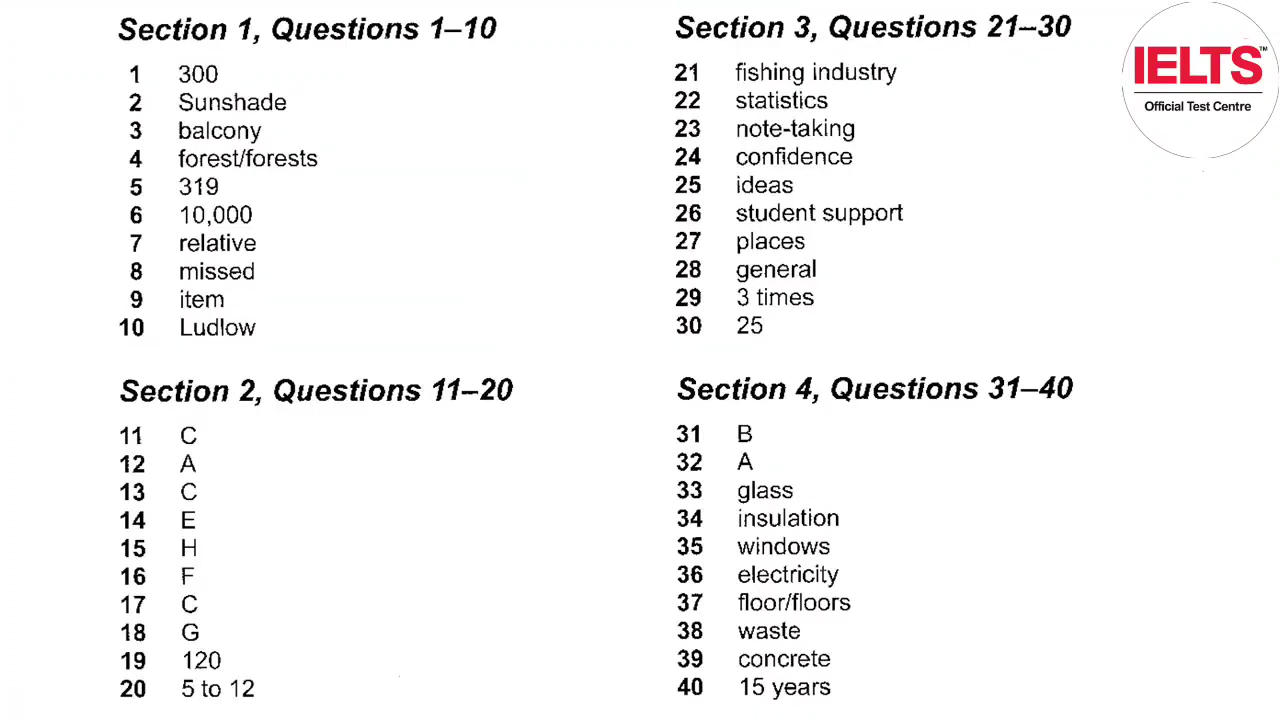 Section 1, Questions 1–10
1 300
2 Sunshade
3 balcony
4 forest/forests
5 319
6 10,000
7 relative
8 missed
9 item
10 Ludlow
Section 2, Questions 11–20
11 C
12 A
13 C
14 E
15 H
16 F
17 C
18 G
19 120
20 5 to 12
Section 3, Questions 21–30
21 fishing industry
22 statistics
23 note-taking
24 confidence
25 ideas
26 student support
27 places
28 general
29 3 times
30 25
Section 4, Questions 31–40
31 B
32 A
33 glass
34 insulation
35 windows
36 electricity
37 floor/floors
38 waste
39 concrete
40 15 years
IELTS™
Official Test Centre